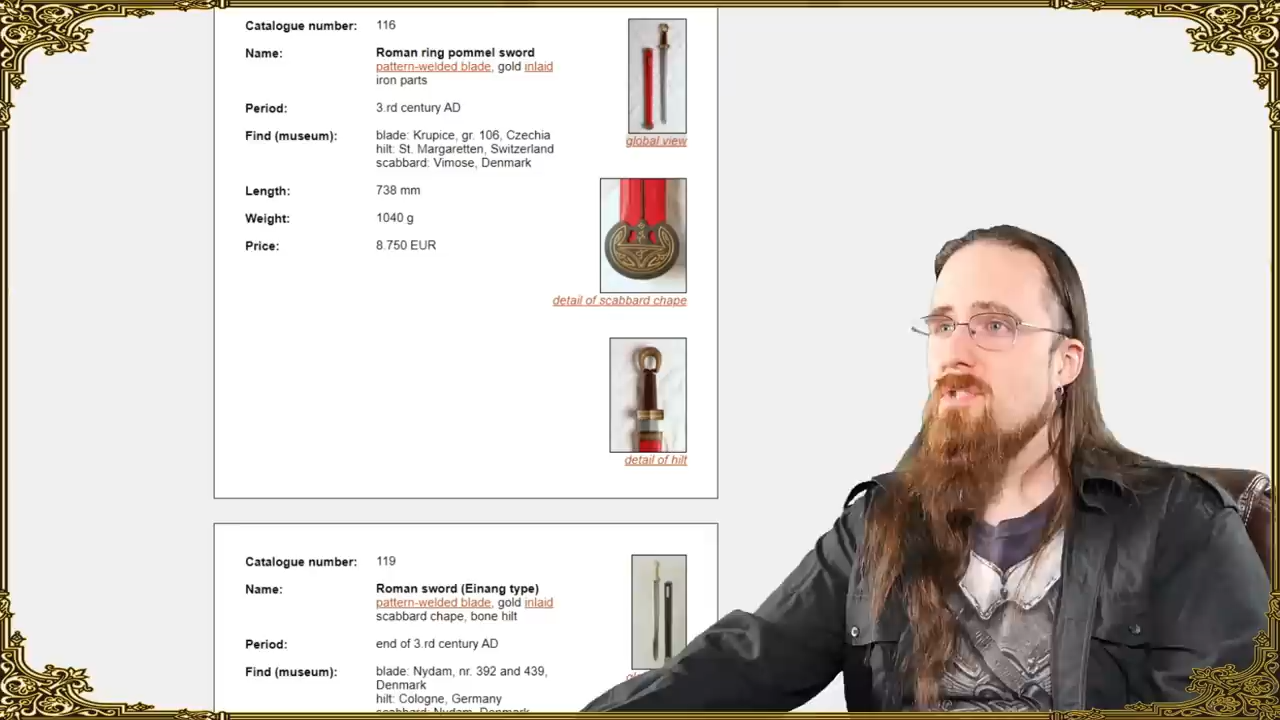 Catalogue number: 116
Name: Roman ring pommel sword
pattern-welded blade, gold inlaid
iron parts
Period: 3.rd century AD
Find (museum): blade: Krupice, gr. 106, Czechia
hilt: St. Margaretten, Switzerland
scabbard: Vimose, Denmark
Length: 738 mm
Weight: 1040 g
Price: 8.750 EUR
global view
detail of scabbard chape
detail of hilt
Catalogue number: 119
Name: Roman sword (Einang type)
pattern-welded blade, gold inlaid
scabbard chape, bone hilt
Period: end of 3.rd century AD
Find (museum): blade: Nydam, nr. 392 and 439,
Denmark
hilt: Cologne, Germany
scabbard: Nydam, Denmark